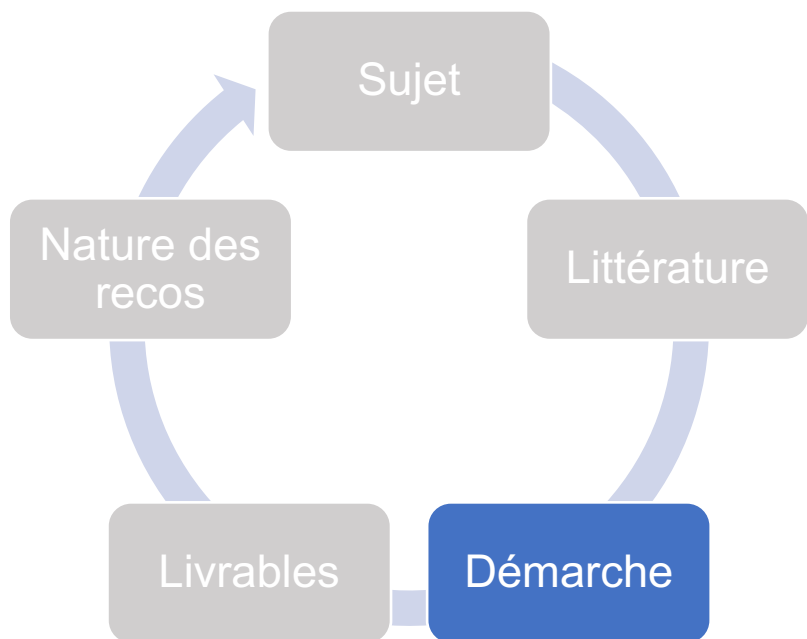 Sujet
Littérature
Démarche
Livrables
Nature des
recos